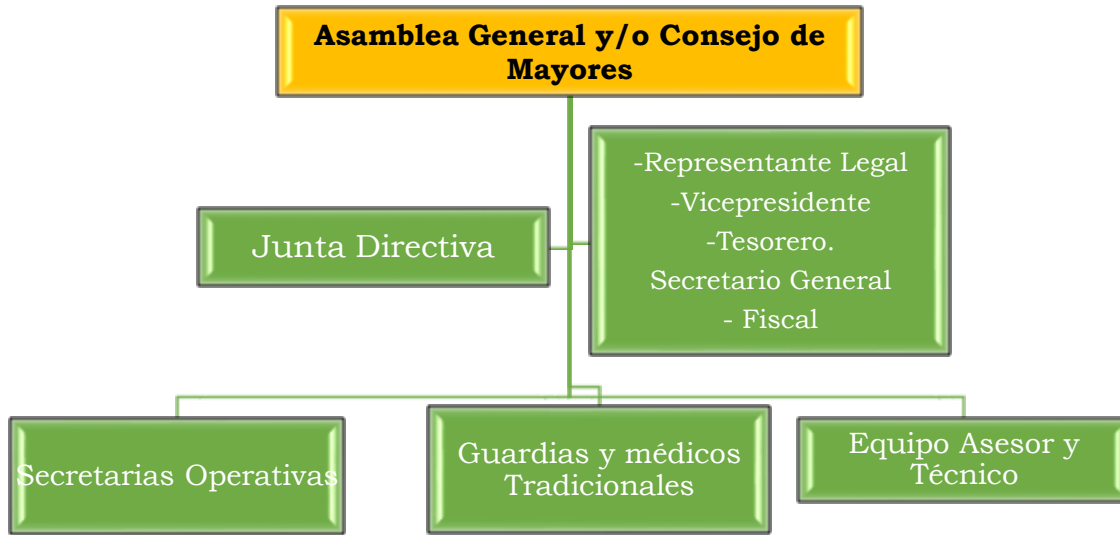 Asamblea General y/o Consejo de
Mayores
Junta Directiva
-Representante Legal
-Vicepresidente
-Tesorero.
Secretario General
- Fiscal
Secretarias Operativas
Guardias y médicos
Tradicionales
Equipo Asesor y
Técnico